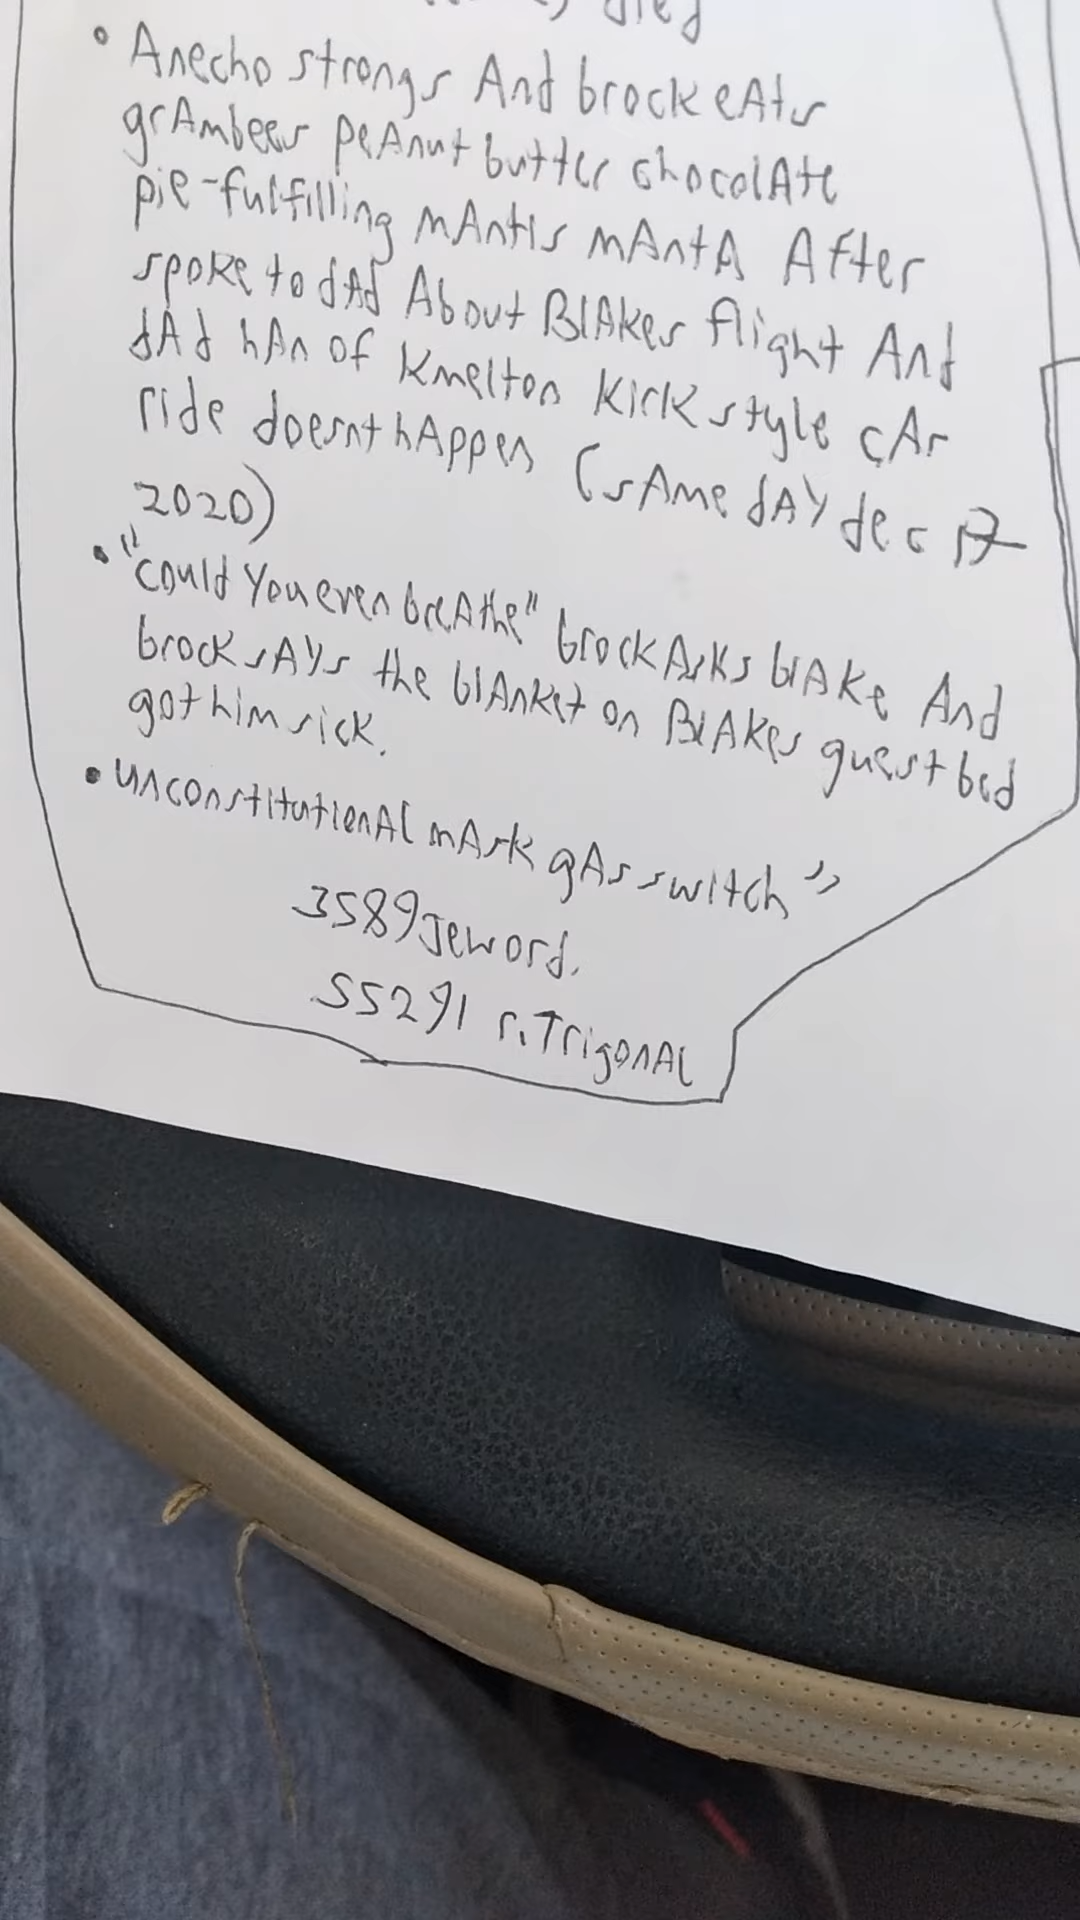 died
• Anecho strongs And brock eAts
grAmbeers peAnut butter chocolAte
pie-fulfilling mAntis mAntA After
spoke to dAd About BlAkes flight And
dAd hAn of Kmelton Kirk style cAr
ride doesnt hAppen (sAme dAY dec 17
2020)
• "could You even breAthe" brock Asks blAke And
brock sAYs the blAnket on BlAkes guest bed
got him sick.
• unconstitutionAl mAsk gAs switch"
3589 Jeword.
55291 r.TrigonAl